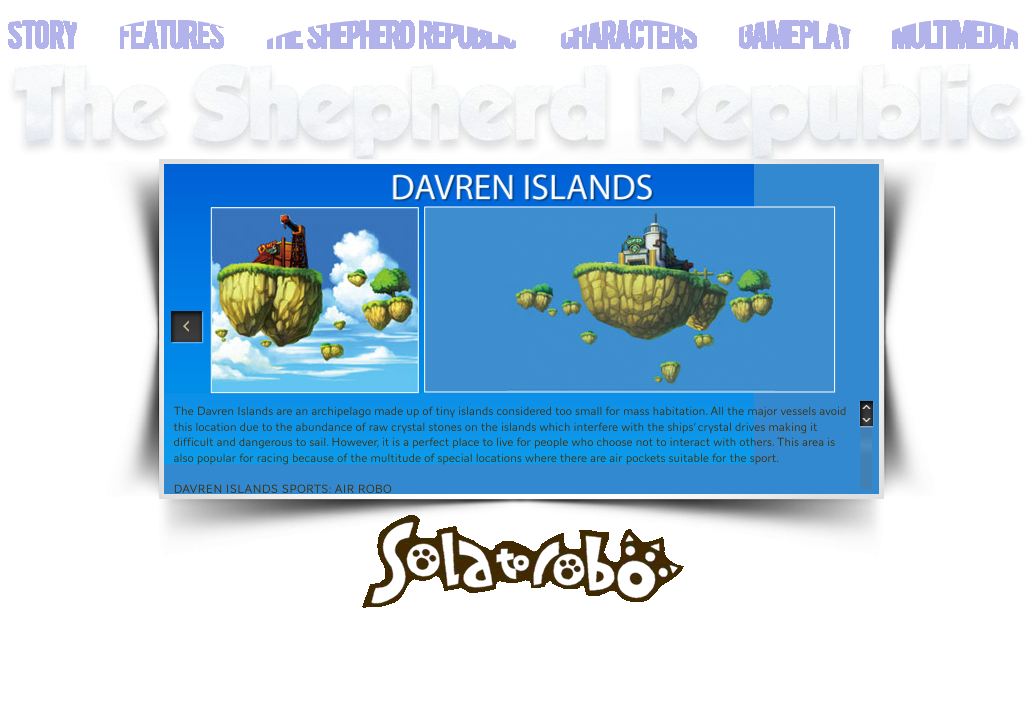 STORY FEATURES THE SHEPHERD REPUBLIC CHARACTERS GAMEPLAY MULTIMEDIA
The Shepherd Republic
DAVREN ISLANDS
The Davren Islands are an archipelago made up of tiny islands considered too small for mass habitation. All the major vessels avoid
this location due to the abundance of raw crystal stones on the islands which interfere with the ships' crystal drives making it
difficult and dangerous to sail. However, it is a perfect place to live for people who choose not to interact with others. This area is
also popular for racing because of the multitude of special locations where there are air pockets suitable for the sport.
DAVREN ISLANDS SPORTS: AIR ROBO
Solatorobo